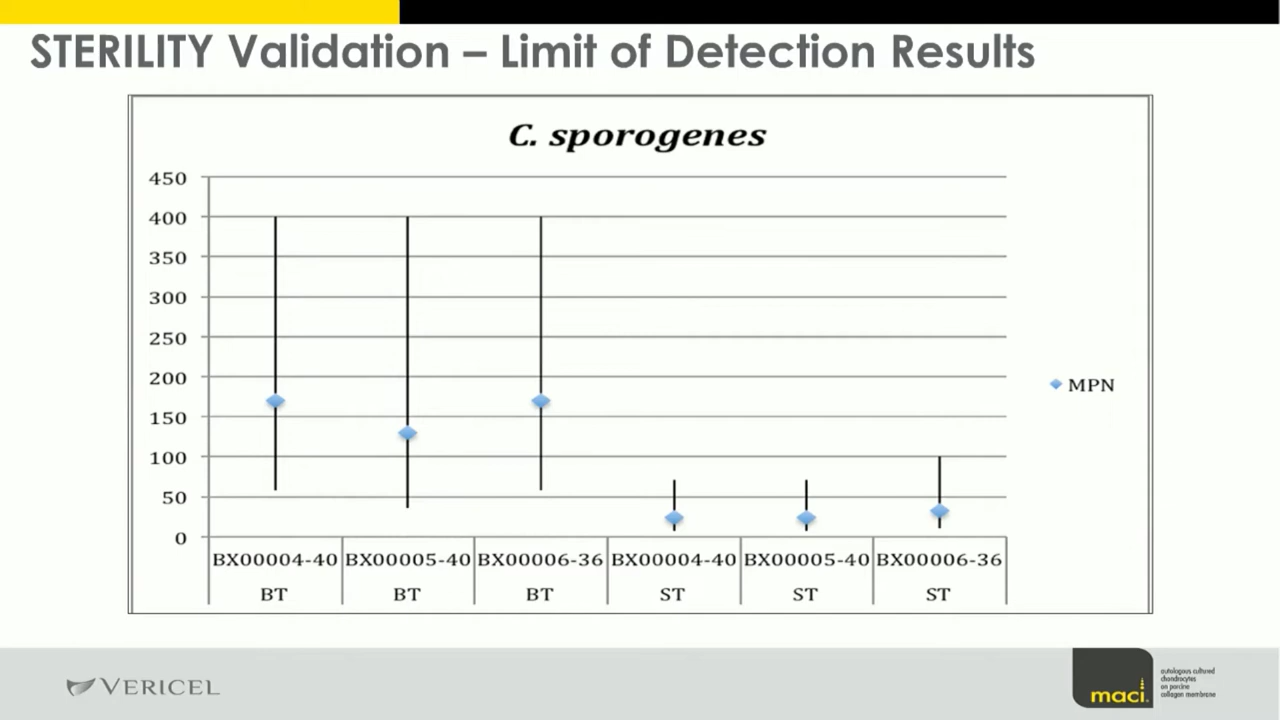 STERILITY Validation – Limit of Detection Results
C. sporogenes
450
400
350
300
250
200
150
100
50
0
MPN
BX00004-40 BX00005-40 BX00006-36 BX00004-40 BX00005-40 BX00006-36
BT BT BT ST ST ST
VERICEL
maci.
autologous cultured
chondrocytes
on porcine
collagen membrane